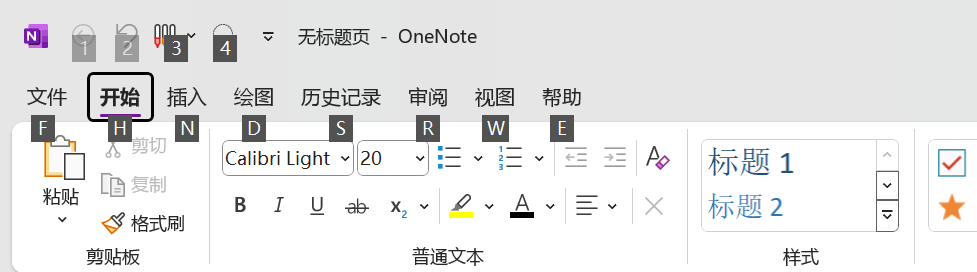 N 无标题页 - OneNote
1 2 3 4
文件 开始 插入 绘图 历史记录 审阅 视图 帮助
F H N D S R W E
剪切
Calibri Light 20 标题 1
复制
粘贴
B I U ab x2 A 标题 2
格式刷
剪贴板 普通文本 样式